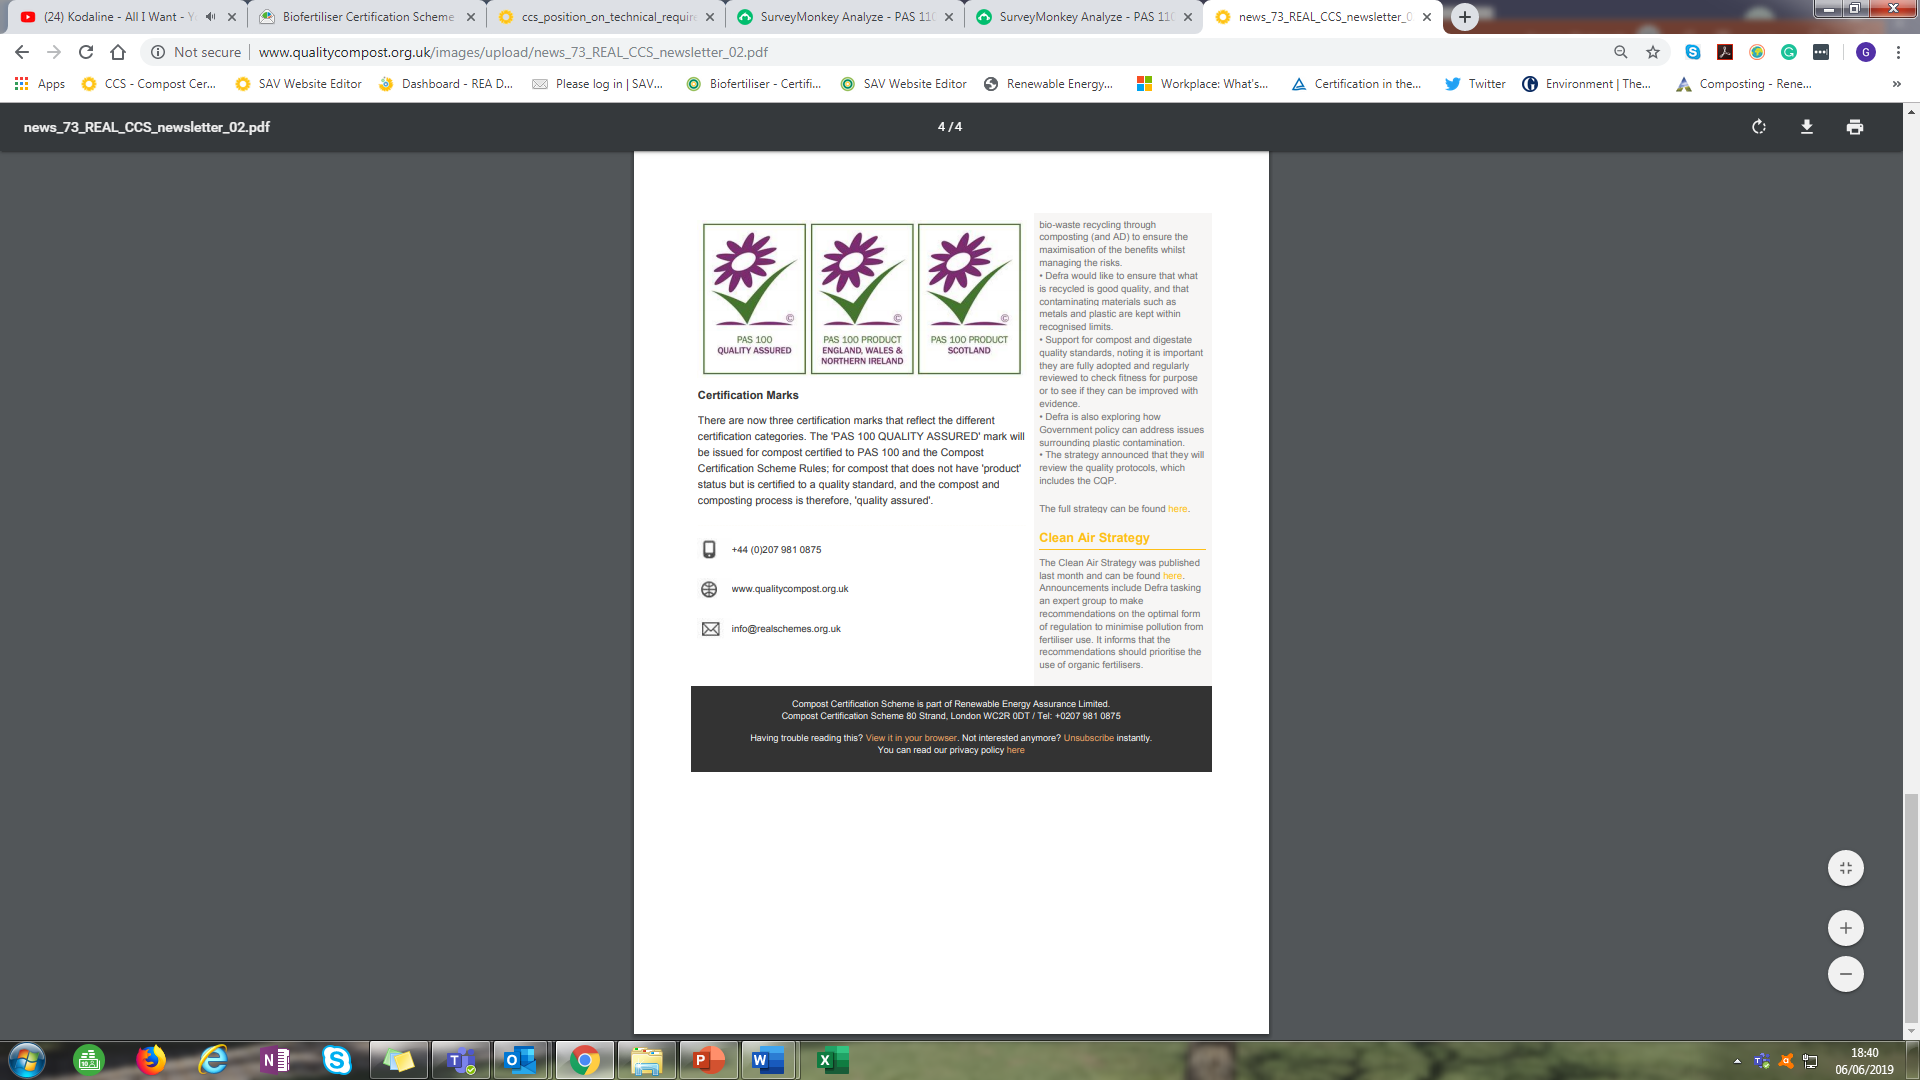 (24) Kodaline - All I Want - Y
Biofertiliser Certification Scheme
ccs_position_on_technical_require
SurveyMonkey Analyze - PAS 110
SurveyMonkey Analyze - PAS 110
news_73_REAL_CCS_newsletter_0
Not secure
www.qualitycompost.org.uk/images/upload/news_73_REAL_CCS_newsletter_02.pdf
G
Apps
CCS - Compost Cer...
SAV Website Editor
Dashboard - REA D...
Please log in | SAV...
Biofertiliser - Certifi...
SAV Website Editor
Renewable Energy...
Workplace: What's...
Certification in the...
Twitter
Environment | The...
Composting - Rene...
»
news_73_REAL_CCS_newsletter_02.pdf
4 / 4
©
PAS 100
QUALITY ASSURED
©
PAS 100 PRODUCT
ENGLAND, WALES &
NORTHERN IRELAND
©
PAS 100 PRODUCT
SCOTLAND
Certification Marks
There are now three certification marks that reflect the different
certification categories. The 'PAS 100 QUALITY ASSURED' mark will
be issued for compost certified to PAS 100 and the Compost
Certification Scheme Rules; for compost that does not have 'product'
status but is certified to a quality standard, and the compost and
composting process is therefore, 'quality assured'.
+44 (0)207 981 0875
www.qualitycompost.org.uk
info@realschemes.org.uk
bio-waste recycling through
composting (and AD) to ensure the
maximisation of the benefits whilst
managing the risks.
• Defra would like to ensure that what
is recycled is good quality, and that
contaminating materials such as
metals and plastic are kept within
recognised limits.
• Support for compost and digestate
quality standards, noting it is important
they are fully adopted and regularly
reviewed to check fitness for purpose
or to see if they can be improved with
evidence.
• Defra is also exploring how
Government policy can address issues
surrounding plastic contamination.
• The strategy announced that they will
review the quality protocols, which
includes the CQP.
The full strategy can be found here.
Clean Air Strategy
The Clean Air Strategy was published
last month and can be found here.
Announcements include Defra tasking
an expert group to make
recommendations on the optimal form
of regulation to minimise pollution from
fertiliser use. It informs that the
recommendations should prioritise the
use of organic fertilisers.
Compost Certification Scheme is part of Renewable Energy Assurance Limited.
Compost Certification Scheme 80 Strand, London WC2R 0DT / Tel: +0207 981 0875
Having trouble reading this? View it in your browser. Not interested anymore? Unsubscribe instantly.
You can read our privacy policy here
18:40
06/06/2019